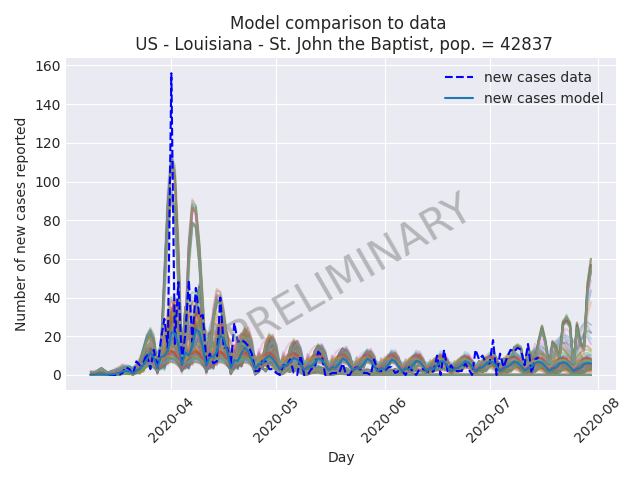 Model comparison to data
US - Louisiana - St. John the Baptist, pop. = 42837
160
140
120
100
80
60
40
20
0
Number of new cases reported
new cases data
new cases model
PRELIMINARY
2020-04
2020-05
2020-06
2020-07
2020-08
Day